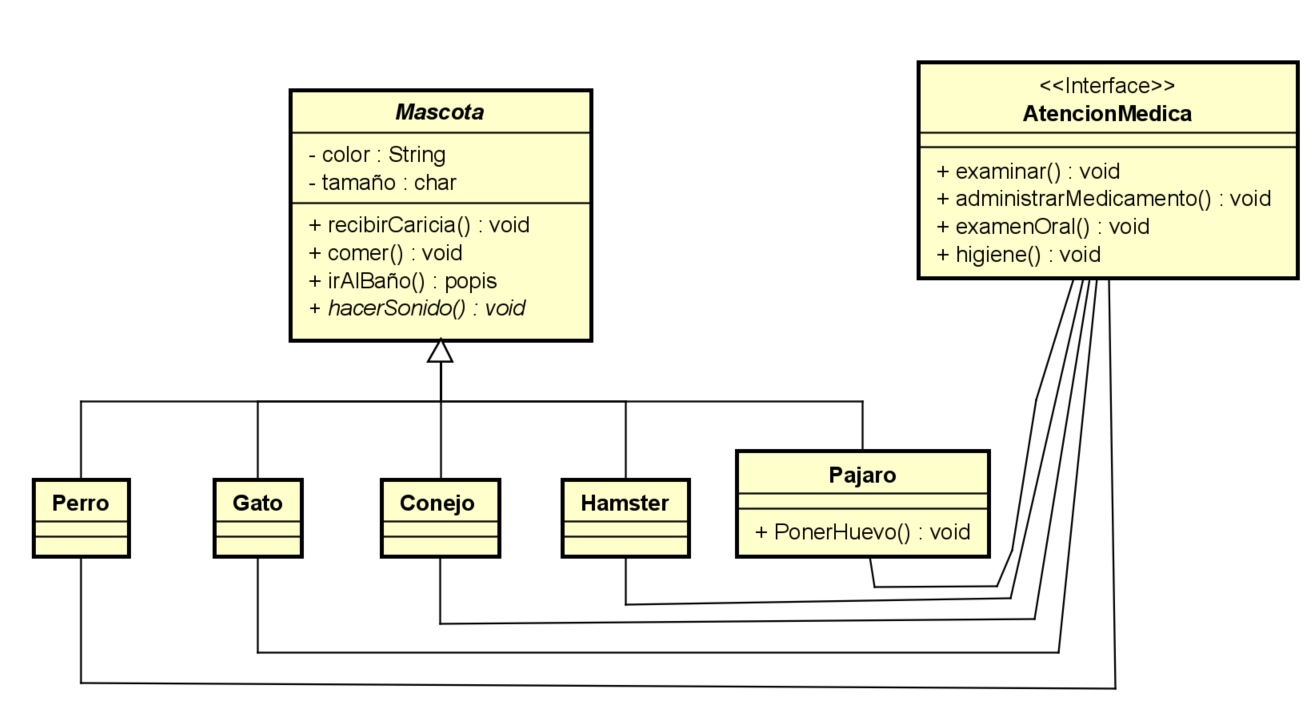 Mascota
- color : String
- tamaño : char
+ recibirCaricia() : void
+ comer() : void
+ irAlBaño() : popis
+ hacerSonido() : void
<<Interface>>
AtencionMedica
+ examinar() : void
+ administrarMedicamento() : void
+ examenOral() : void
+ higiene() : void
Perro
Gato
Conejo
Hamster
Pajaro
+ PonerHuevo() : void